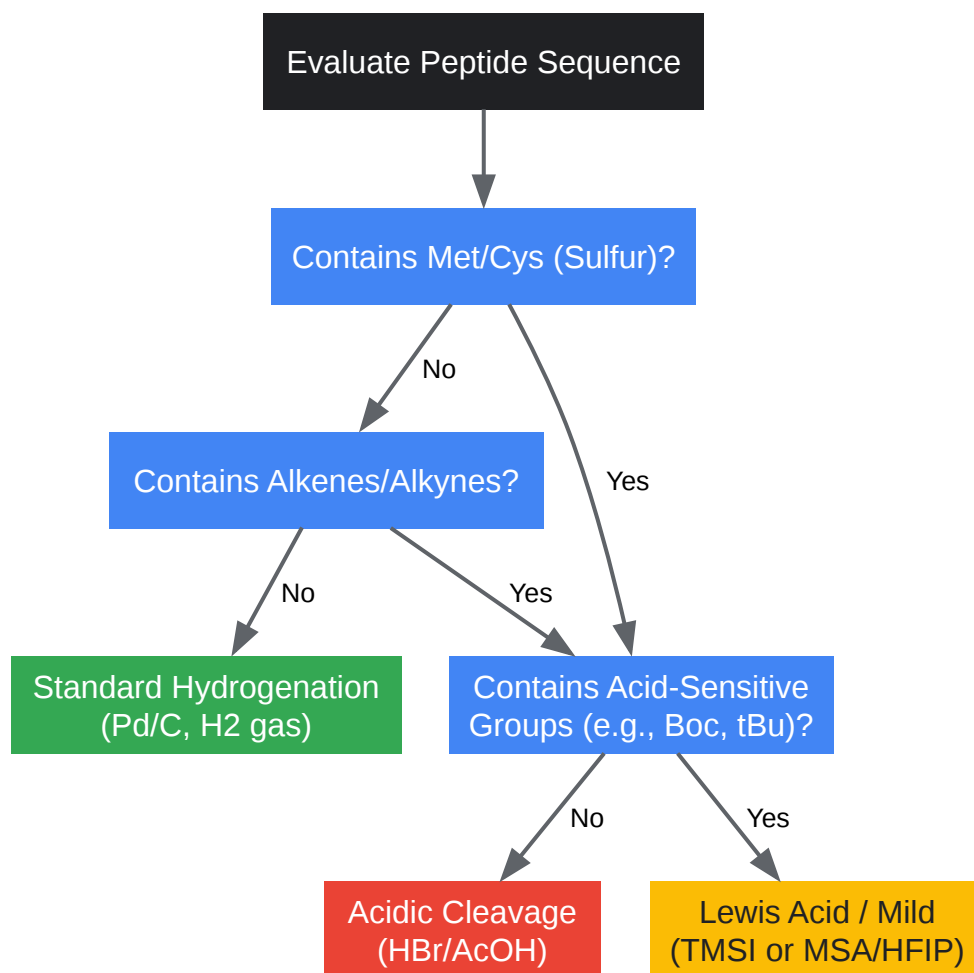 Evaluate Peptide Sequence
Contains Met/Cys (Sulfur)?
No
Contains Alkenes/Alkynes?
Yes
No
Yes
Standard Hydrogenation
(Pd/C, H2 gas)
Contains Acid-Sensitive
Groups (e.g., Boc, tBu)?
No
Yes
Acidic Cleavage
(HBr/AcOH)
Lewis Acid / Mild
(TMSI or MSA/HFIP)